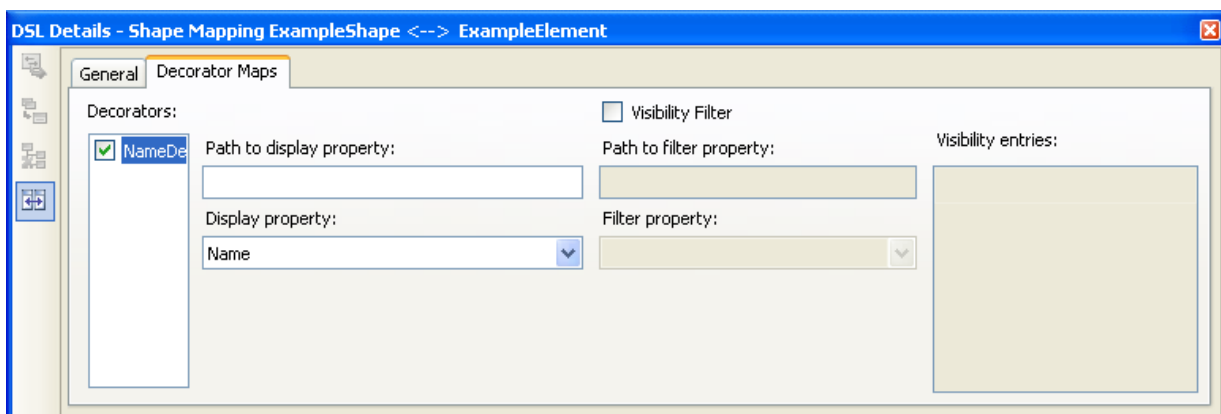 DSL Details - Shape Mapping ExampleShape <--> ExampleElement
General Decorator Maps
Decorators:
Visibility Filter
NameDe
Path to display property:
Path to filter property:
Visibility entries:
Display property:
Filter property:
Name